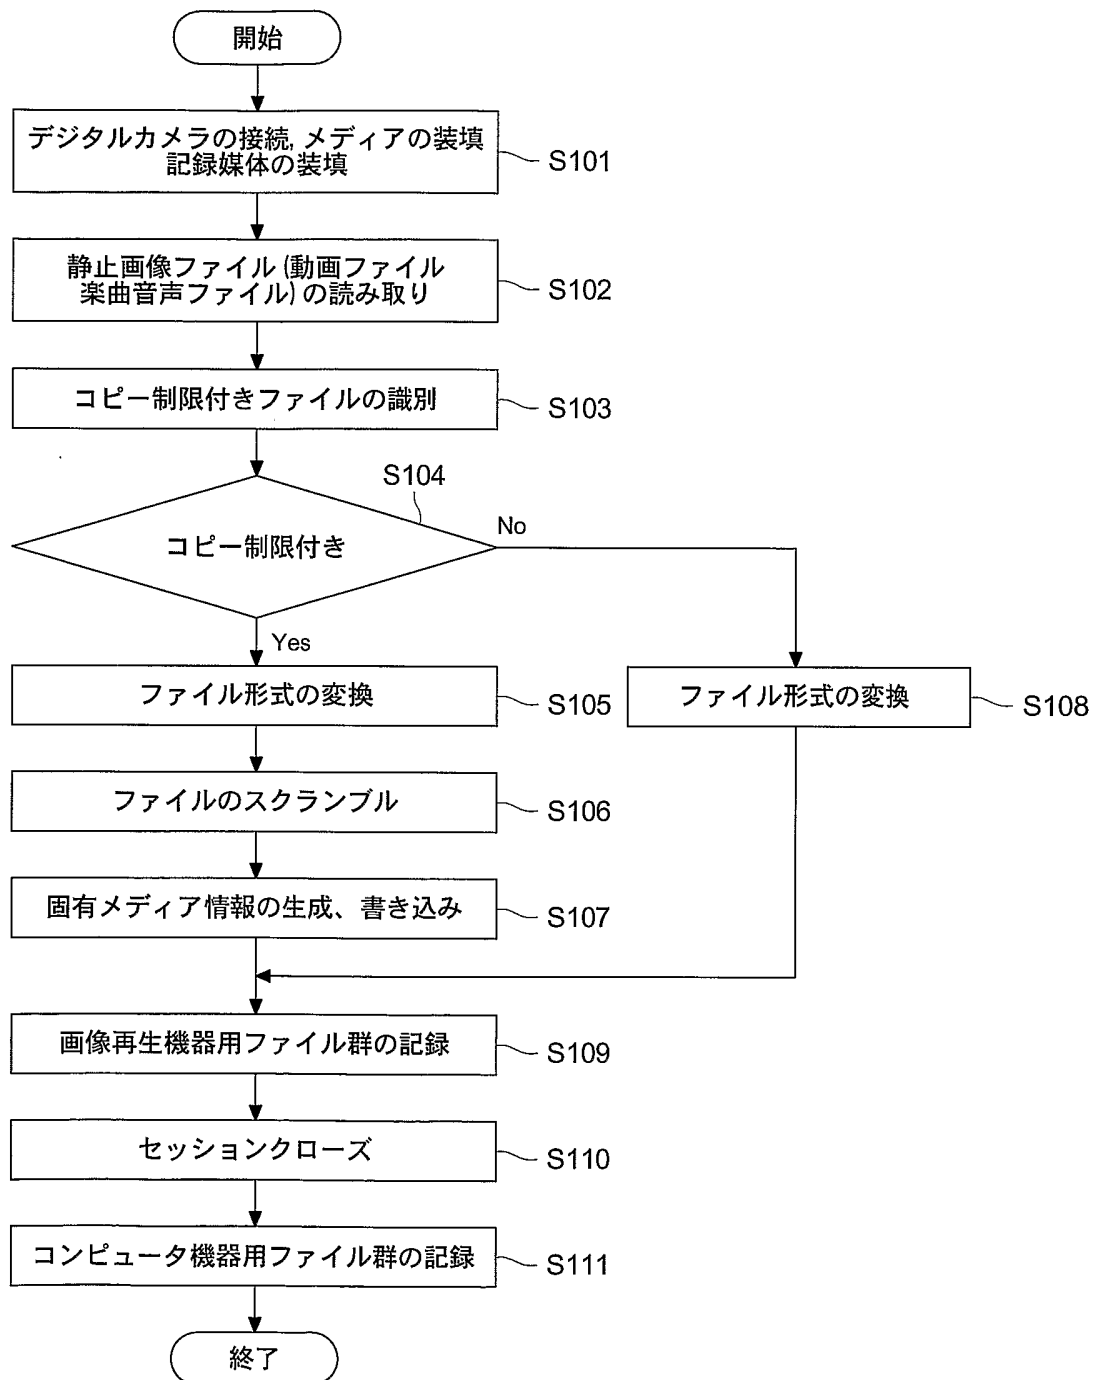 開始
デジタルカメラの接続, メディアの装填
記録媒体の装填
S101
静止画像ファイル (動画ファイル
楽曲音声ファイル) の読み取り
S102
コピー制限付きファイルの識別
S103
S104
コピー制限付き
No
Yes
ファイル形式の変換
S105
ファイル形式の変換
S108
ファイルのスクランブル
S106
固有メディア情報の生成、書き込み
S107
画像再生機器用ファイル群の記録
S109
セッションクローズ
S110
コンピュータ機器用ファイル群の記録
S111
終了